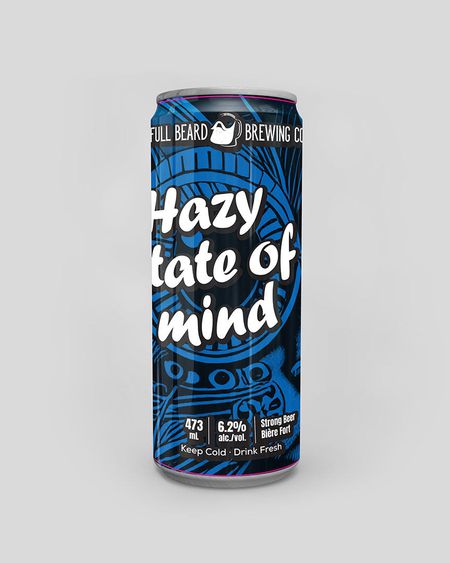 FULL BEARD BREWING CO
Hazy
tate of
mind
473 mL
6.2% alc./vol.
Strong Beer
Bière Fort
Keep Cold · Drink Fresh